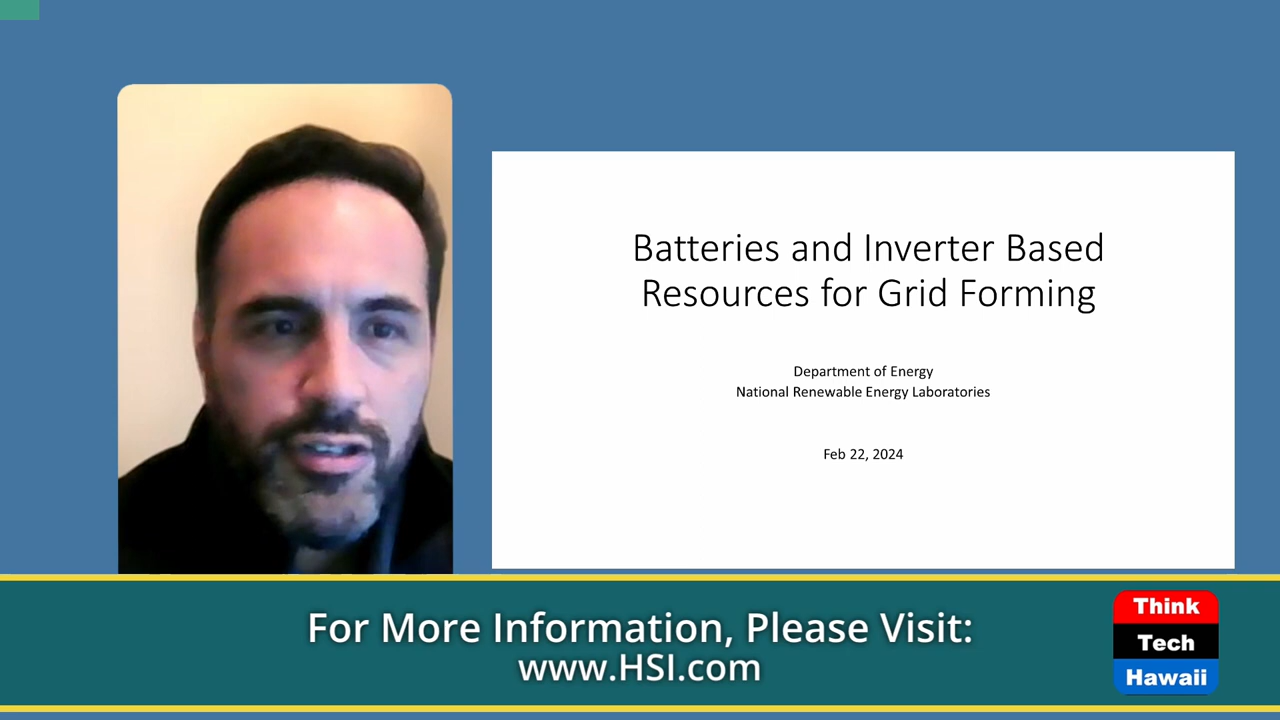 Batteries and Inverter Based
Resources for Grid Forming
Department of Energy
National Renewable Energy Laboratories
Feb 22, 2024
For More Information, Please Visit:
www.HSI.com
Think
Tech
Hawaii